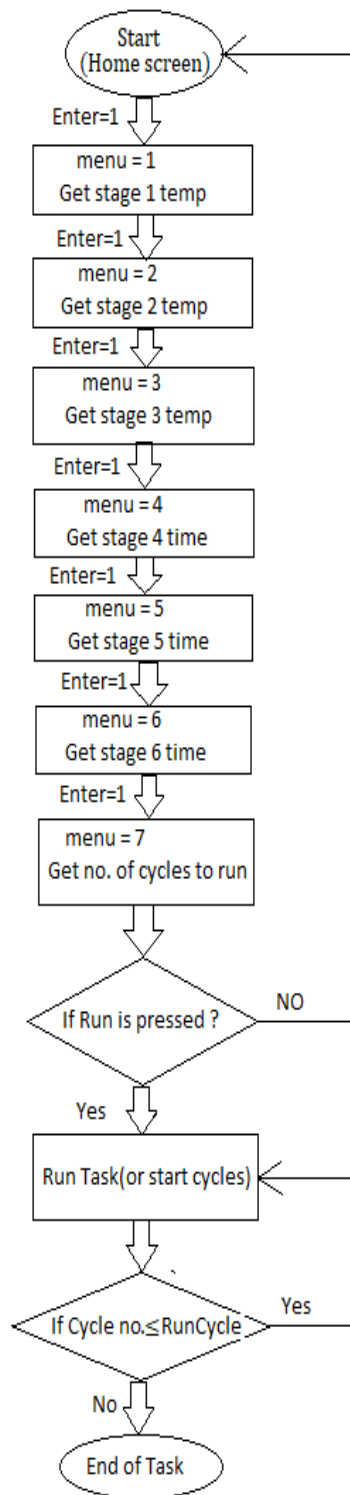 Start
(Home screen)
Enter=1
menu = 1
Get stage 1 temp
Enter=1
menu = 2
Get stage 2 temp
Enter=1
menu = 3
Get stage 3 temp
Enter=1
menu = 4
Get stage 4 time
Enter=1
menu = 5
Get stage 5 time
Enter=1
menu = 6
Get stage 6 time
Enter=1
menu = 7
Get no. of cycles to run
If Run is pressed ?
NO
Yes
Run Task(or start cycles)
If Cycle no.≤RunCycle
Yes
No
End of Task